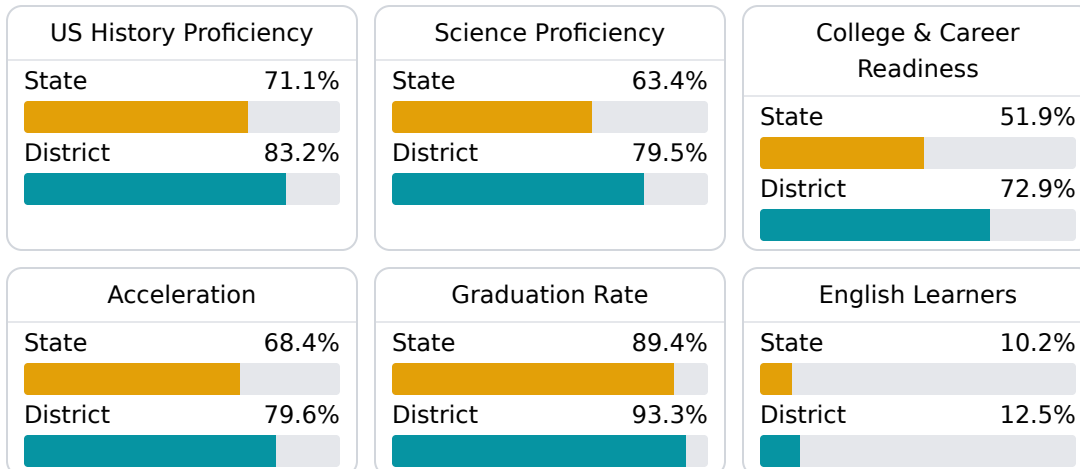 US History Proficiency
State 71.1%
District 83.2%
Science Proficiency
State 63.4%
District 79.5%
College & Career
Readiness
State 51.9%
District 72.9%
Acceleration
State 68.4%
District 79.6%
Graduation Rate
State 89.4%
District 93.3%
English Learners
State 10.2%
District 12.5%